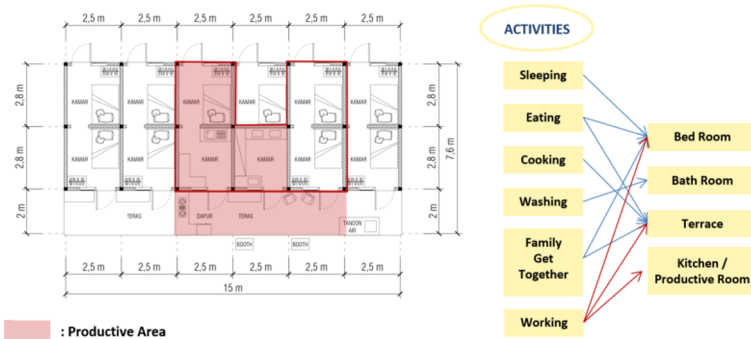 2,5 m 2,5 m 2,5 m 2,5 m 2,5 m 2,5 m
2,8 m 2,8 m
KAMAR KAMAR KAMAR KAMAR KAMAR KAMAR
7,6 m
2,8 m 2,8 m
KAMAR KAMAR KAMAR KAMAR KAMAR KAMAR
2 m 2 m
TERAS DAPUR TERAS TANDON
AIR
BOOTH BOOTH
2,5 m 2,5 m 2,5 m 2,5 m 2,5 m 2,5 m
15 m
: Productive Area
ACTIVITIES
Sleeping
Eating
Cooking
Washing
Family
Get
Together
Working
Bed Room
Bath Room
Terrace
Kitchen /
Productive Room